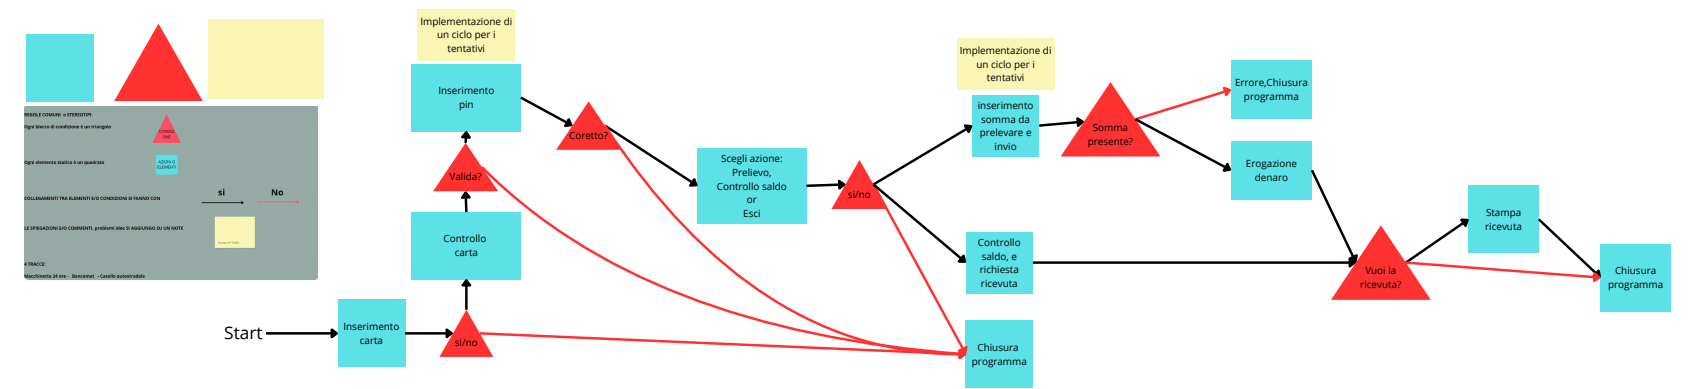 REGOLE COMUNI o STEREOTIPI:
Ogni blocco di condizione è un triangolo
CONDIZI
ONE
Ogni elemento statico è un quadrato
AZIONI O
ELEMENTI
si
No
COLLEGAMENTI TRA ELEMENTI E/O CONDIZIONI SI FANNO CON
LE SPIEGAZIONI E/O COMMENTI, problemi idee SI AGGIUNGO SU UN NOTE
4 TRACCE:
Macchinetta 24 ore - Bancomat - Casello autostradale
Start
Inserimento
carta
si/no
Controllo
carta
Valida?
Inserimento
pin
Implementazione di
un ciclo per i
tentativi
Coretto?
Scegli azione:
Prelievo,
Controllo saldo
or
Esci
si/no
Implementazione di
un ciclo per i
tentativi
inserimento
somma da
prelevare e
invio
Somma
presente?
Errore,Chiusura
programma
Erogazione
denaro
Controllo
saldo, e
richiesta
ricevuta
Chiusura
programma
Vuoi la
ricevuta?
Stampa
ricevuta
Chiusura
programma